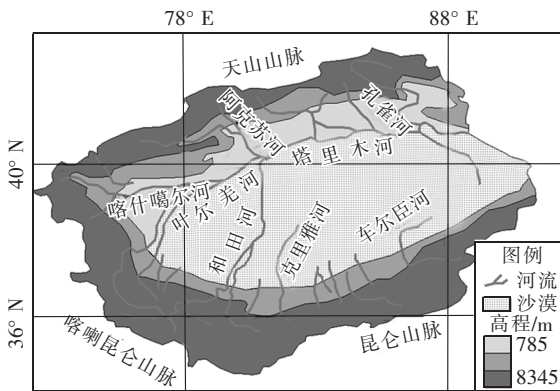 78° E
88° E
天山山脉
阿克苏河
孔雀河
40° N
塔里木河
喀什噶尔河
叶尔羌河
和田河
克里雅河
车尔臣河
36° N
喀喇昆仑山脉
昆仑山脉
图例
河流
沙漠
高程/m
785
8345